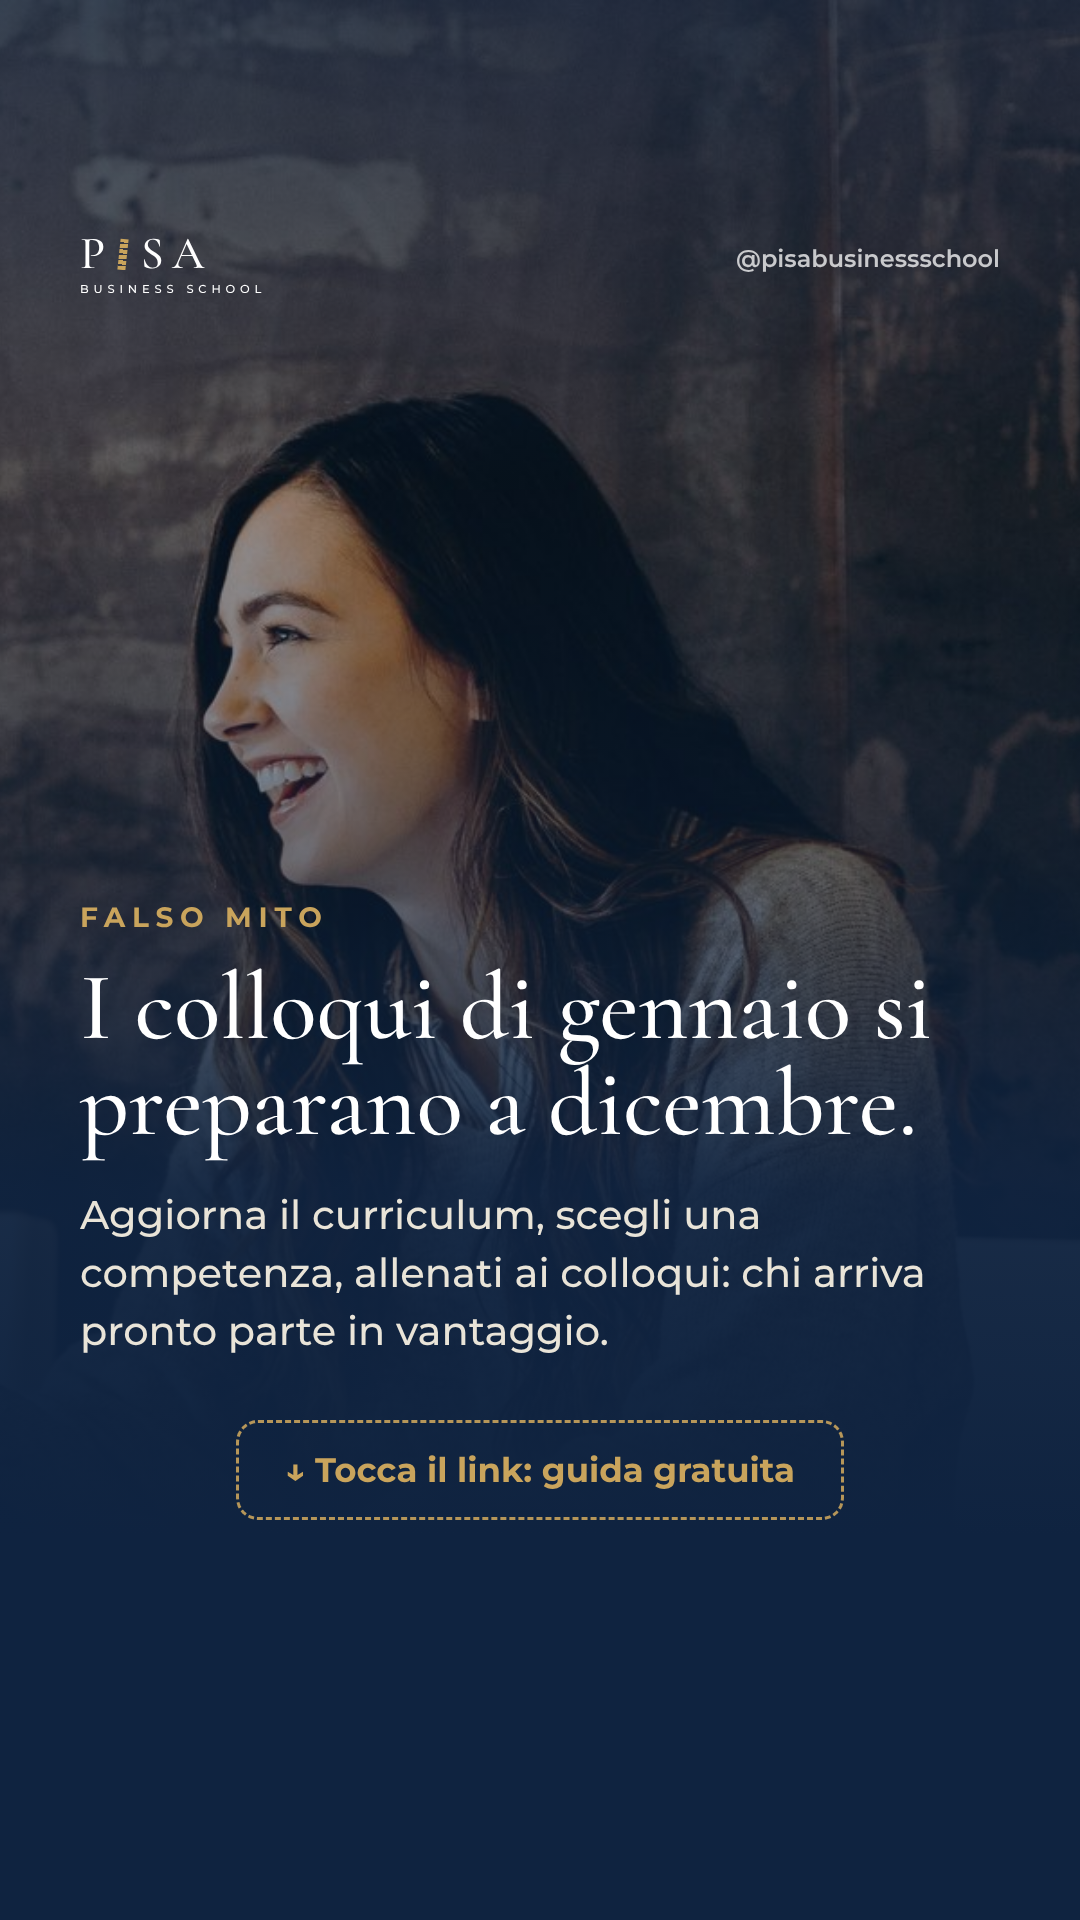 PISA
BUSINESS SCHOOL
@pisabusinessschool
FALSO MITO
I colloqui di gennaio si
preparano a dicembre.
Aggiorna il curriculum, scegli una
competenza, allenati ai colloqui: chi arriva
pronto parte in vantaggio.
↓ Tocca il link: guida gratuita